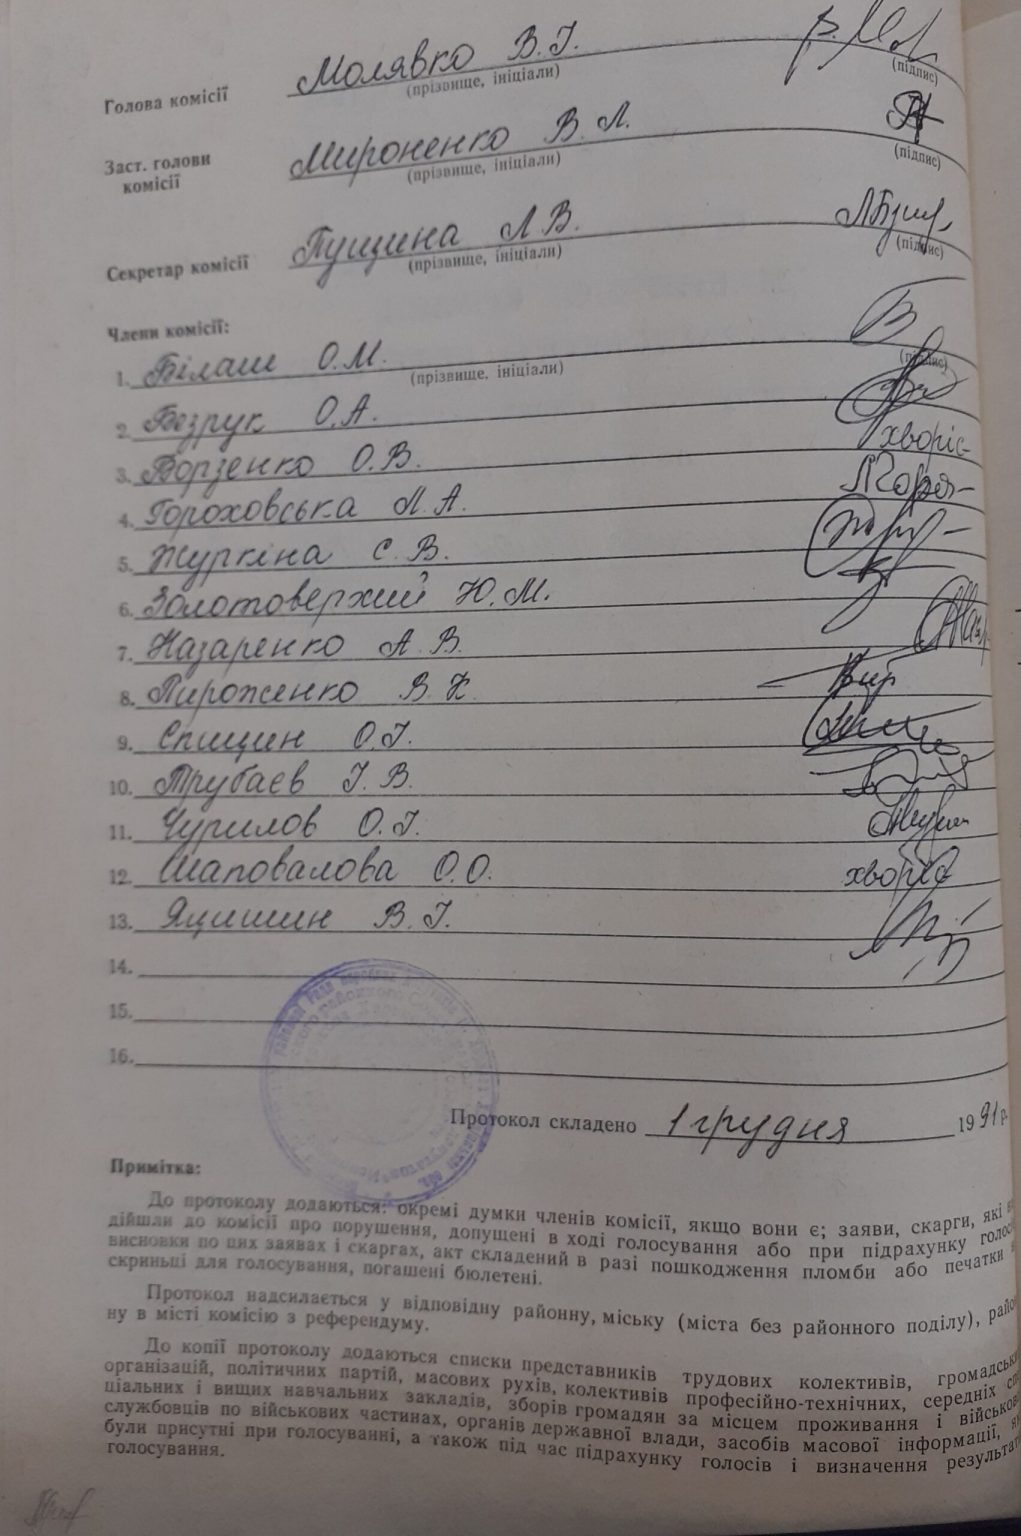 Голова комісії Молявко В.І.
(прізвище, ініціали) (підпис)
Заст. голови
комісії Мироненко В.Л.
(прізвище, ініціали) (підпис)
Секретар комісії Пущина Л.В.
(прізвище, ініціали) (підпис)
Члени комісії:
1. Білаш О.М.
(прізвище, ініціали) (підпис)
2. Безрук О.А.
3. Борзенко О.В. хворіє
4. Гороховська Л.А.
5. Журкіна С.В.
6. Золотоверхий Ю.М.
7. Назаренко А.В.
8. Пироженко В.К.
9. Спицин О.І.
10. Трубаєв І.В.
11. Чурилов О.І.
12. Шаповалова О.О. хворіє
13. Яцишин В.І.
14.
15.
16.
Протокол складено 1 грудня 1991 р.
Примітка:
До протоколу додаються: окремі думки членів комісії, якщо вони є; заяви, скарги, які
дійшли до комісії про порушення, допущені в ході голосування або при підрахунку
висновки по цих заявах і скаргах, акт складений в разі пошкодження пломби або печатки
скриньці для голосування, погашені бюлетені.
Протокол надсилається у відповідну районну, міську (міста без районного поділу),
ну в місті комісію з референдуму.
До копії протоколу додаються списки представників трудових колективів,
організацій, політичних партій, масових рухів, колективів професійно-технічних, середніх
ціальних і вищих навчальних закладів, зборів громадян за місцем проживання і
службовців по військових частинах, органів державної влади, засобів масової інформації,
були присутні при голосуванні, а також під час підрахунку голосів і визначення
голосування.